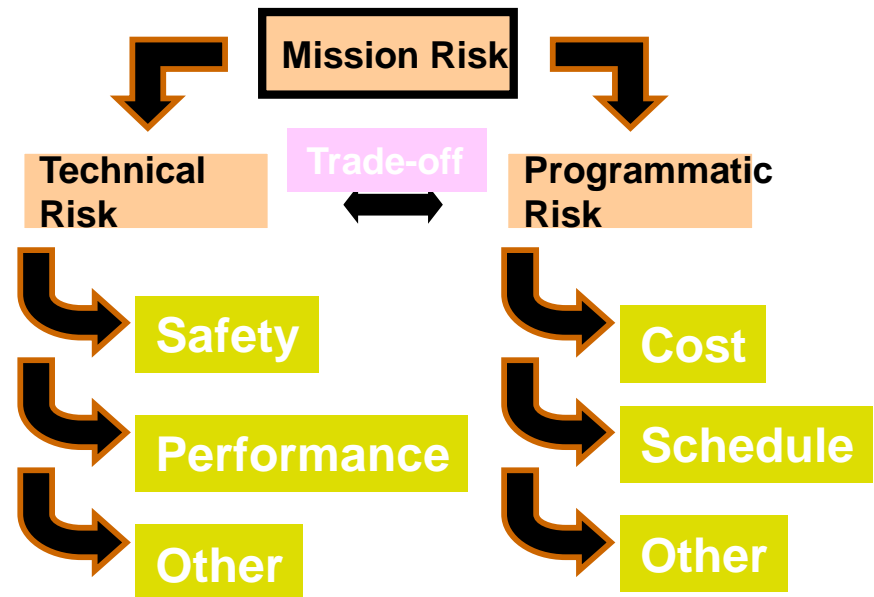 Mission Risk
Trade-off
Technical
Risk
Programmatic
Risk
Safety
Performance
Other
Cost
Schedule
Other